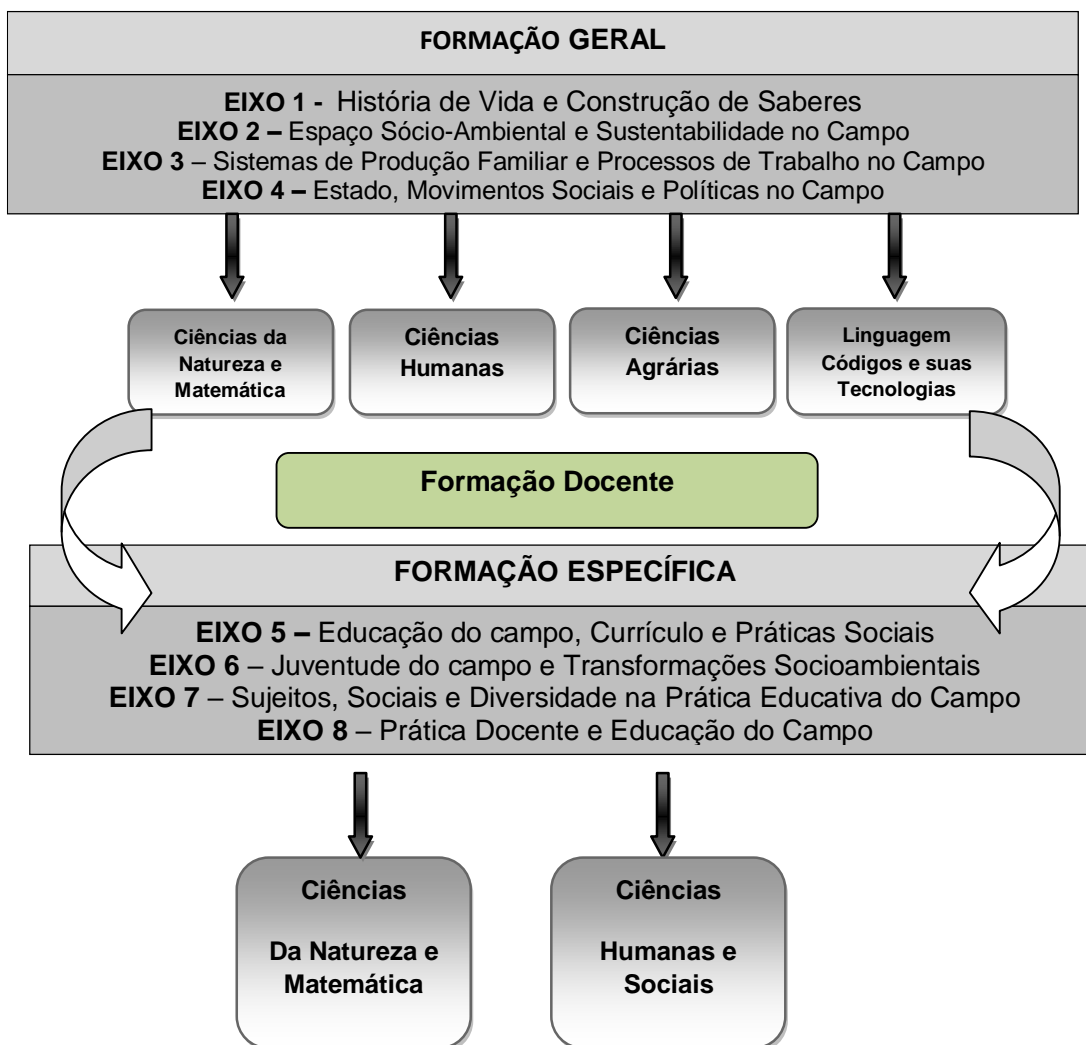 FORMAÇÃO GERAL
EIXO 1 - História de Vida e Construção de Saberes
EIXO 2 – Espaço Sócio-Ambiental e Sustentabilidade no Campo
EIXO 3 – Sistemas de Produção Familiar e Processos de Trabalho no Campo
EIXO 4 – Estado, Movimentos Sociais e Políticas no Campo
Ciências da
Natureza e
Matemática
Ciências
Humanas
Ciências
Agrárias
Linguagem
Códigos e suas
Tecnologias
Formação Docente
FORMAÇÃO ESPECÍFICA
EIXO 5 – Educação do campo, Currículo e Práticas Sociais
EIXO 6 – Juventude do campo e Transformações Socioambientais
EIXO 7 – Sujeitos, Sociais e Diversidade na Prática Educativa do Campo
EIXO 8 – Prática Docente e Educação do Campo
Ciências
Da Natureza e
Matemática
Ciências
Humanas e
Sociais